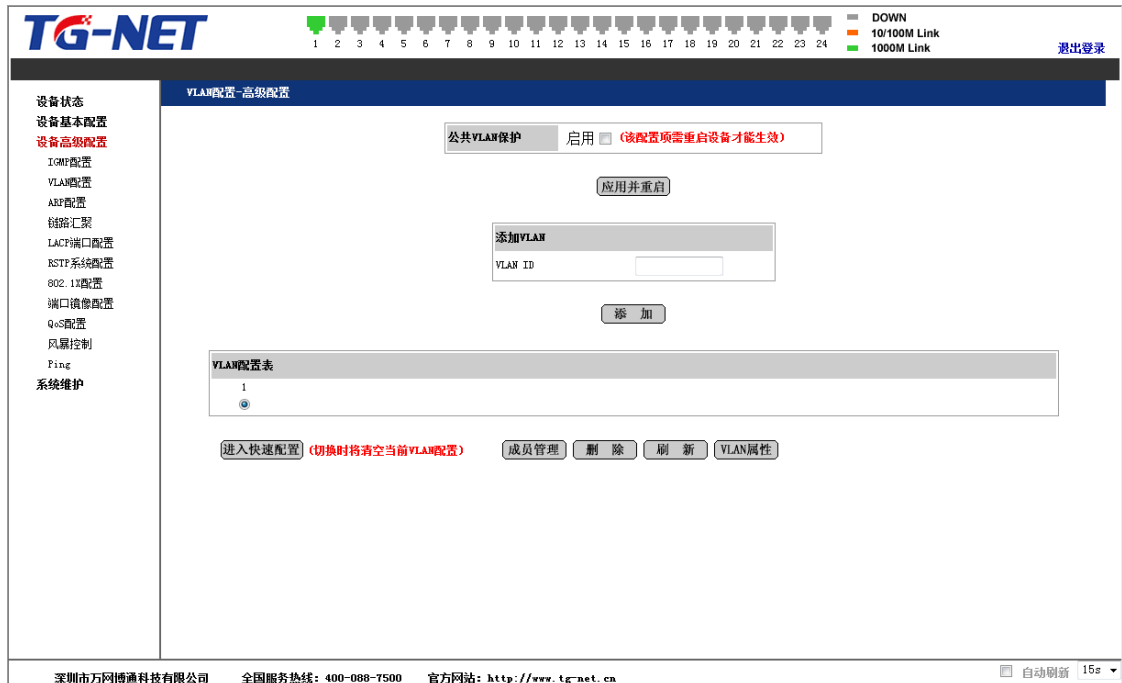 TG-NET
1 2 3 4 5 6 7 8 9 10 11 12 13 14 15 16 17 18 19 20 21 22 23 24
DOWN
10/100M Link
1000M Link
退出登录
设备状态
设备基本配置
设备高级配置
IGMP配置
VLAN配置
ARP配置
链路汇聚
LACP端口配置
RSTP系统配置
802.1X配置
端口镜像配置
QoS配置
风暴控制
Ping
系统维护
VLAN配置-高级配置
公共VLAN保护 启用 (该配置项需重启设备才能生效)
应用并重启
添加VLAN
VLAN ID
添 加
VLAN配置表
1
进入快速配置 (切换时将清空当前VLAN配置) 成员管理 删 除 刷 新 VLAN属性
深圳市万网博通科技有限公司 全国服务热线: 400-088-7500 官方网站: http://www.tg-net.cn
自动刷新 15s